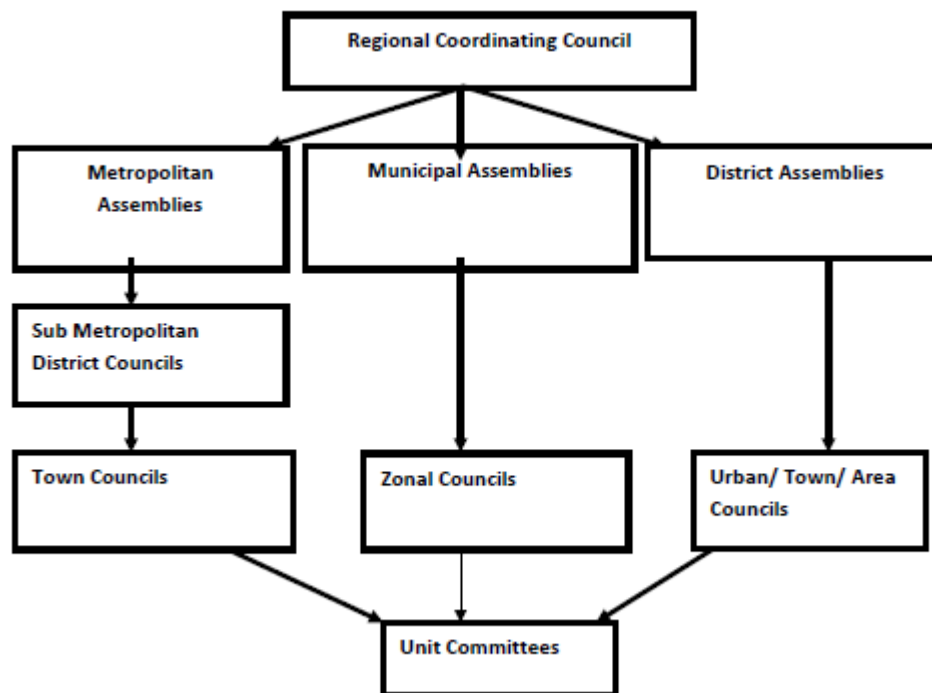 Regional Coordinating Council
Metropolitan
Assemblies
Municipal Assemblies
District Assemblies
Sub Metropolitan
District Councils
Town Councils
Zonal Councils
Urban/ Town/ Area
Councils
Unit Committees